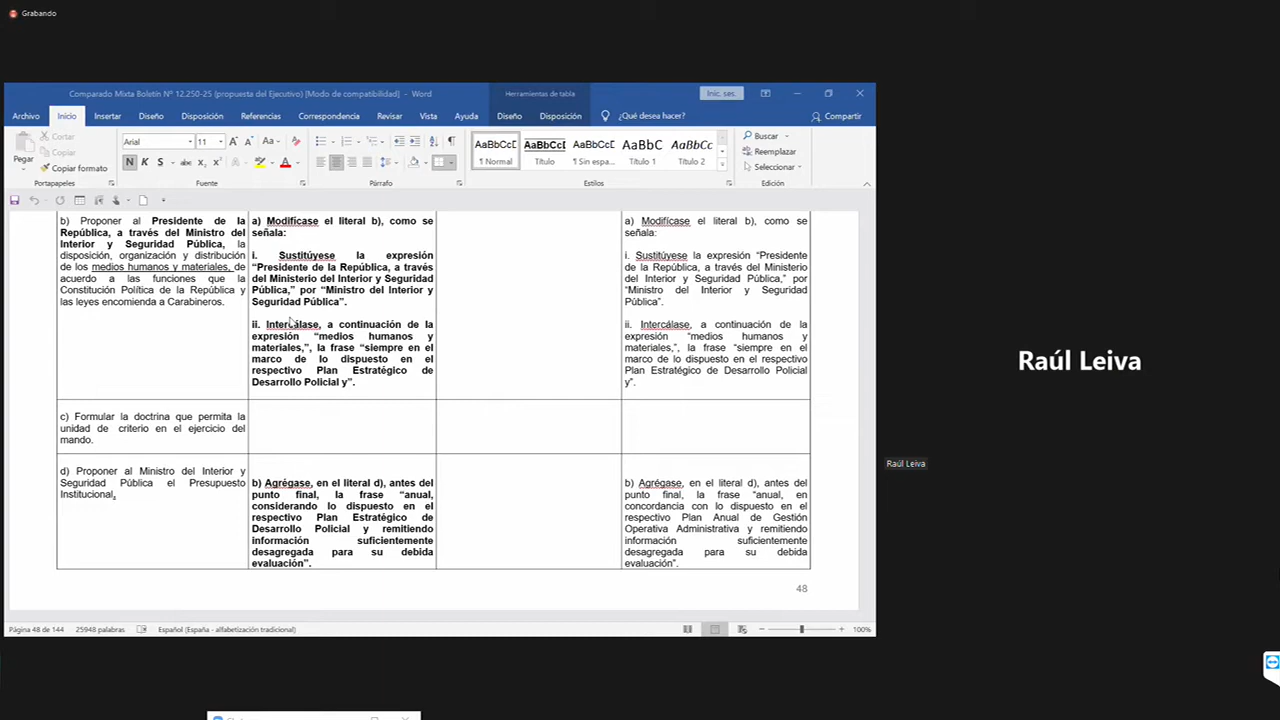 Grabando
Comparado Mixta Boletín Nº 12.250-25 (propuesta del Ejecutivo) [Modo de compatibilidad] - Word
Herramientas de tabla
Inic. ses.
Archivo
Inicio
Insertar
Diseño
Disposición
Referencias
Correspondencia
Revisar
Vista
Ayuda
Diseño
Disposición
¿Qué desea hacer?
Compartir
Pegar
Cortar
Copiar
Copiar formato
Portapapeles
Arial
11
N K S abc x₂ x²
Fuente
Párrafo
AaBbCcD
¶ Normal
AaBbCcD
Título
AaBbCcD
¶ Sin espa...
AaBbC
Título 1
AaBbCc
Título 2
Estilos
Buscar
Reemplazar
Seleccionar
Edición
b) Proponer al Presidente de la
República, a través del Ministro del
Interior y Seguridad Pública, la
disposición, organización y distribución
de los medios humanos y materiales, de
acuerdo a las funciones que la
Constitución Política de la República y
las leyes encomienda a Carabineros.
a) Modifícase el literal b), como se
señala:
i. Sustitúyese la expresión
“Presidente de la República, a través
del Ministerio del Interior y Seguridad
Pública,” por “Ministro del Interior y
Seguridad Pública”.
ii. Intercálase, a continuación de la
expresión “medios humanos y
materiales,”, la frase “siempre en el
marco de lo dispuesto en el
respectivo Plan Estratégico de
Desarrollo Policial y”.
a) Modifícase el literal b), como se
señala:
i. Sustitúyese la expresión “Presidente
de la República, a través del Ministerio
del Interior y Seguridad Pública,” por
“Ministro del Interior y Seguridad
Pública”.
ii. Intercálase, a continuación de la
expresión “medios humanos y
materiales,”, la frase “siempre en el
marco de lo dispuesto en el respectivo
Plan Estratégico de Desarrollo Policial
y”.
c) Formular la doctrina que permita la
unidad de criterio en el ejercicio del
mando.
d) Proponer al Ministro del Interior y
Seguridad Pública el Presupuesto
Institucional.
b) Agrégase, en el literal d), antes del
punto final, la frase “anual,
considerando lo dispuesto en el
respectivo Plan Estratégico de
Desarrollo Policial y remitiendo
información suficientemente
desagregada para su debida
evaluación”.
b) Agrégase, en el literal d), antes del
punto final, la frase “anual, en
concordancia con lo dispuesto en el
respectivo Plan Anual de Gestión
Operativa Administrativa y remitiendo
información suficientemente
desagregada para su debida
evaluación”.
48
Página 48 de 144
25948 palabras
Español (España - alfabetización tradicional)
100%
Raúl Leiva
Raúl Leiva